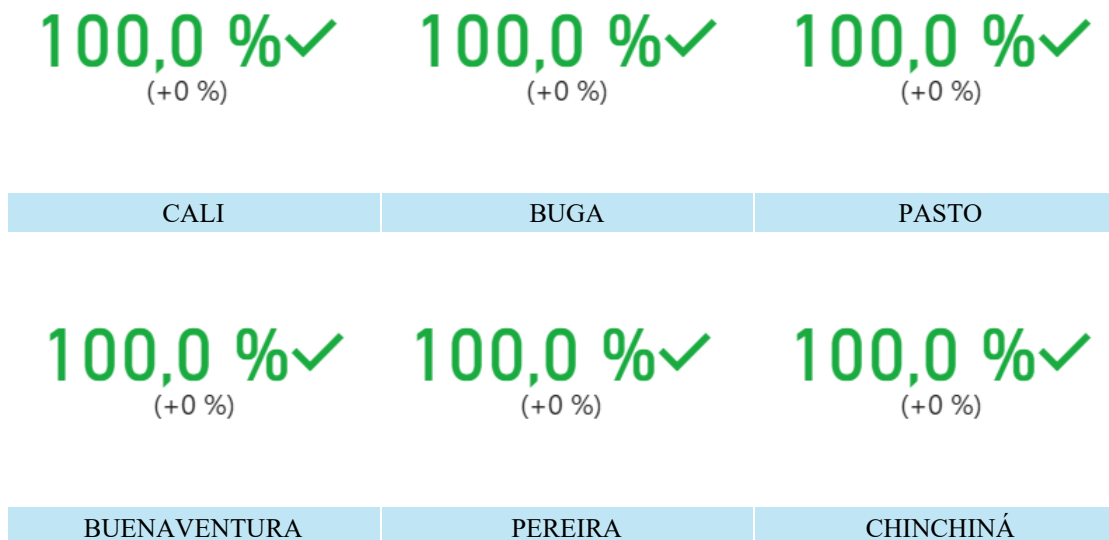 100,0 % 100,0 % 100,0 %
(+0 %) (+0 %) (+0 %)
CALI BUGA PASTO
100,0 % 100,0 % 100,0 %
(+0 %) (+0 %) (+0 %)
BUENAVENTURA PEREIRA CHINCHINÁ